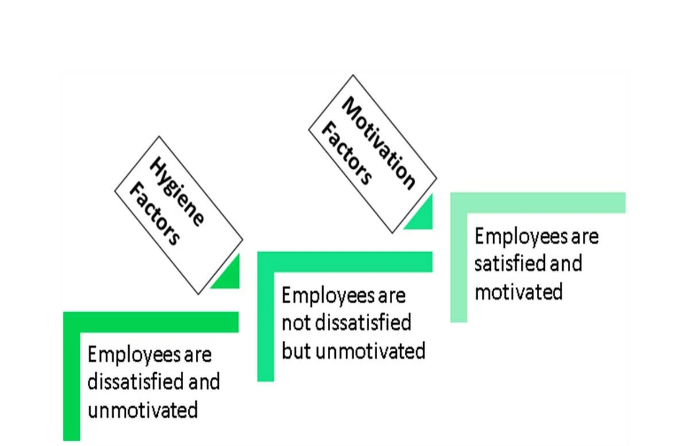 Hygiene
Factors
Motivation
Factors
Employees are
dissatisfied and
unmotivated
Employees are
not dissatisfied
but unmotivated
Employees are
satisfied and
motivated